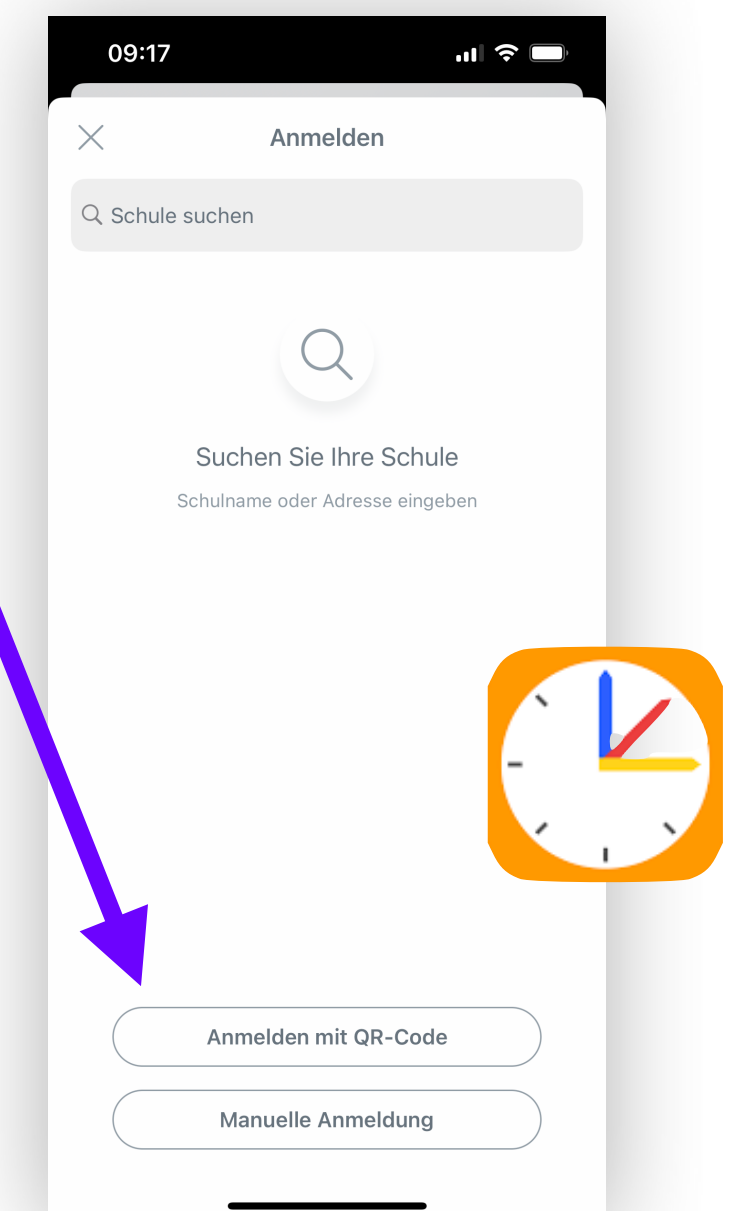 09:17
Anmelden
Schule suchen
Suchen Sie Ihre Schule
Schulname oder Adresse eingeben
Anmelden mit QR-Code
Manuelle Anmeldung